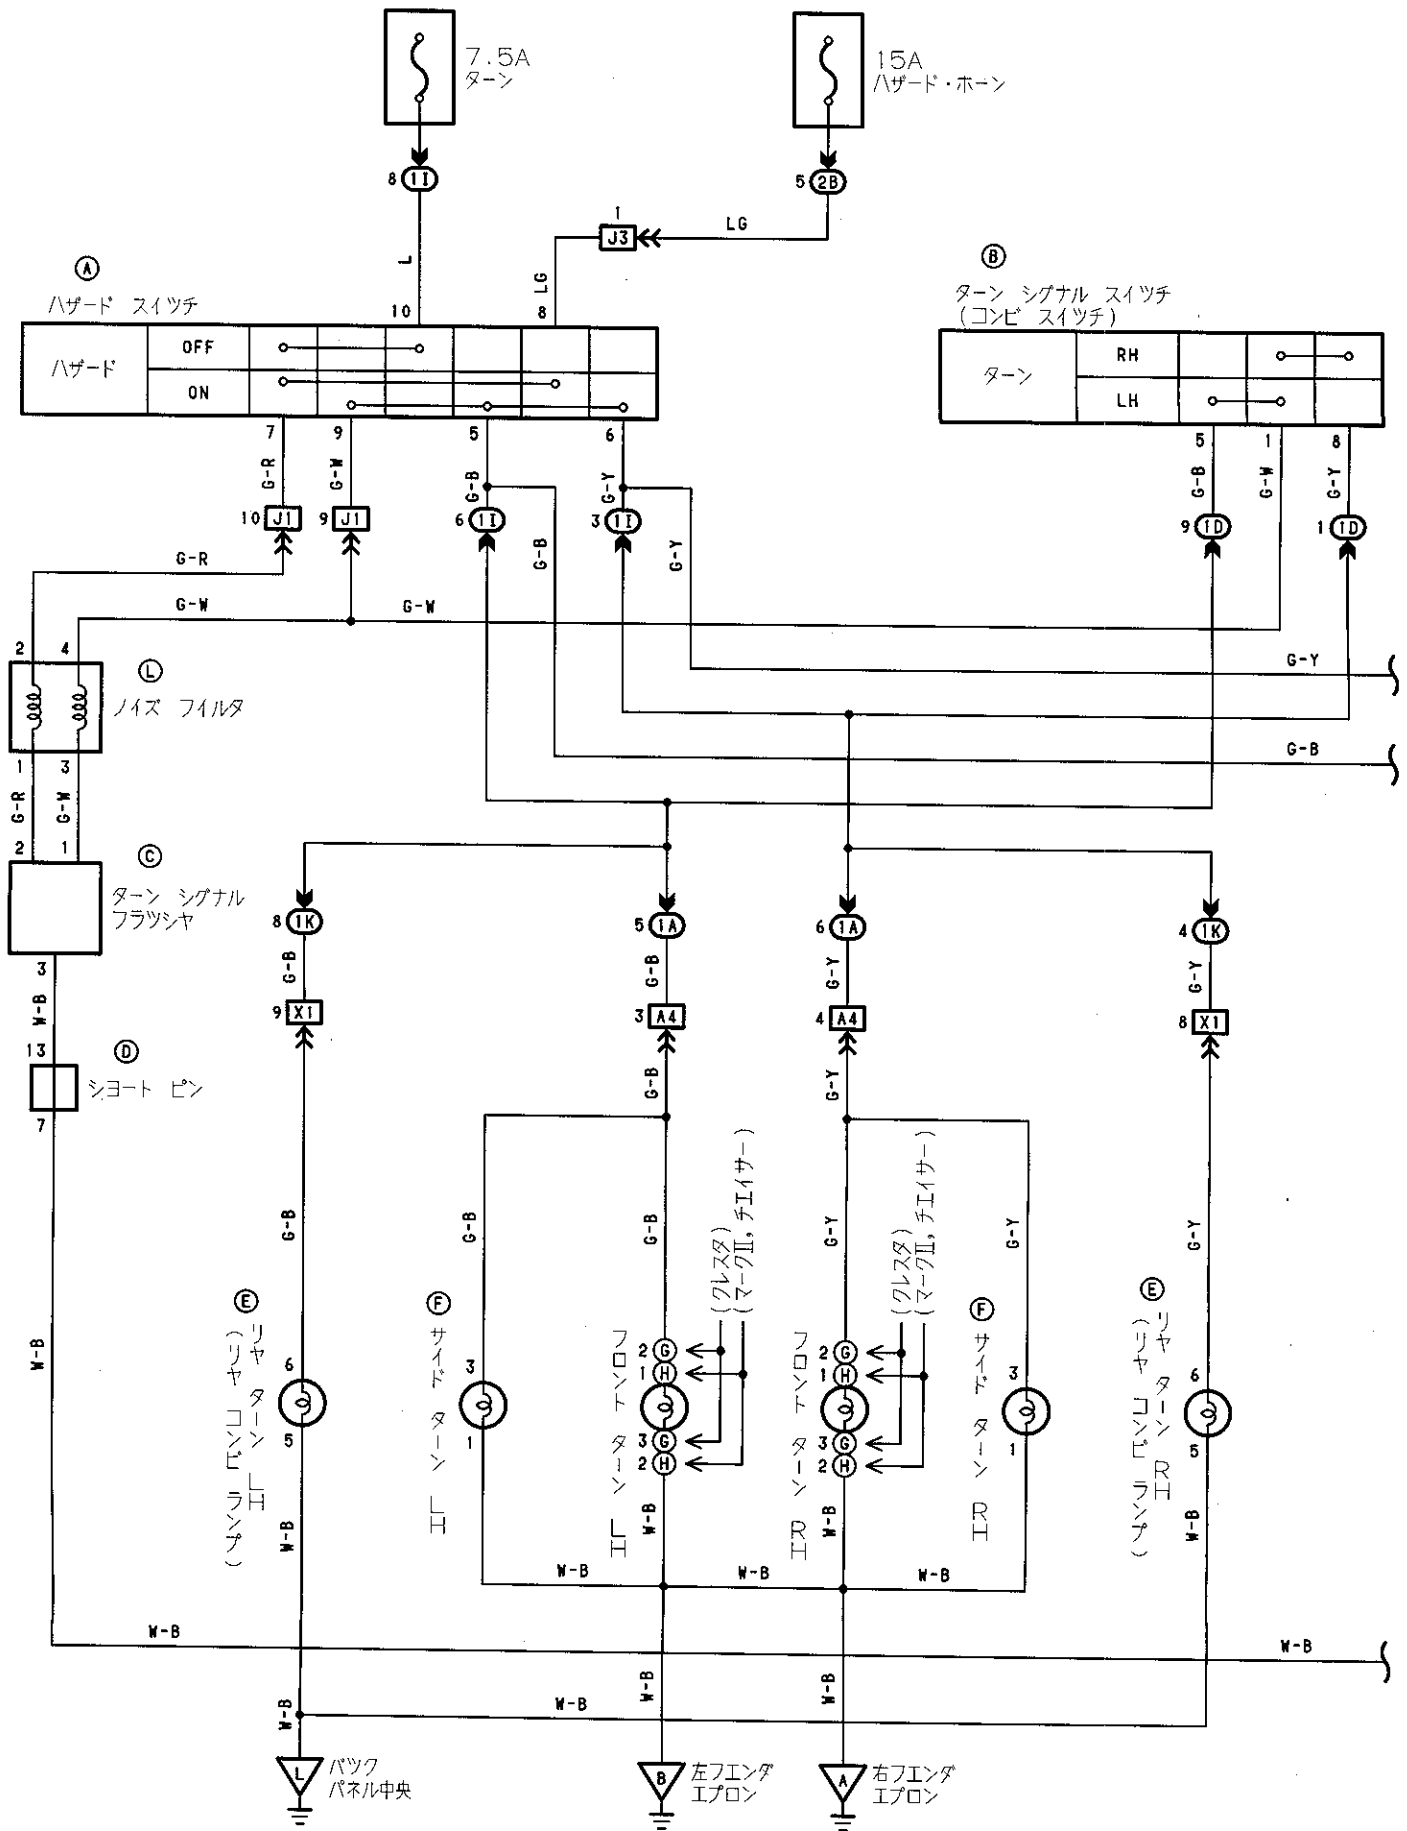 7.5A
ターン
15A
ハザード・ホーン
8 1I
5 2B
1
J3
LG
L
LG
A
ハザード スイツチ
10
8
B
ターン シグナル スイツチ
(コンビ スイツチ)
ハザード
OFF
ON
ターン
RH
LH
7
9
5
6
5
1
8
G-R
G-W
G-B
G-Y
G-B
G-W
G-Y
10 J1
9 J1
6 1I
3 1I
9 1D
1 1D
G-R
G-B
G-Y
G-W
G-W
2
4
L
ノイズ フイルタ
G-Y
G-B
1
3
G-R
G-W
2
1
C
ターン シグナル
フラツシヤ
8 1K
5 1A
6 1A
4 1K
3
W-B
G-B
G-B
G-Y
G-Y
9 X1
3 A4
4 A4
8 X1
13
D
シヨート ピン
7
G-B
G-Y
(クレスタ)
(マークⅡ, チエイサー)
(クレスタ)
(マークⅡ, チエイサー)
G-B
G-B
G-B
G-Y
G-Y
G-Y
W-B
E
リヤ ターン LH
(リヤ コンビ ランプ)
6
5
F
サイド ターン LH
3
1
フロント ターン LH
2 G
1 H
3 G
2 H
フロント ターン RH
2 G
1 H
3 G
2 H
F
サイド ターン RH
3
1
E
リヤ ターン RH
(リヤ コンビ ランプ)
6
5
W-B
W-B
W-B
W-B
W-B
W-B
W-B
W-B
W-B
W-B
W-B
W-B
W-B
L
バツク
パネル中央
B
左フエンダ
エプロン
A
右フエンダ
エプロン